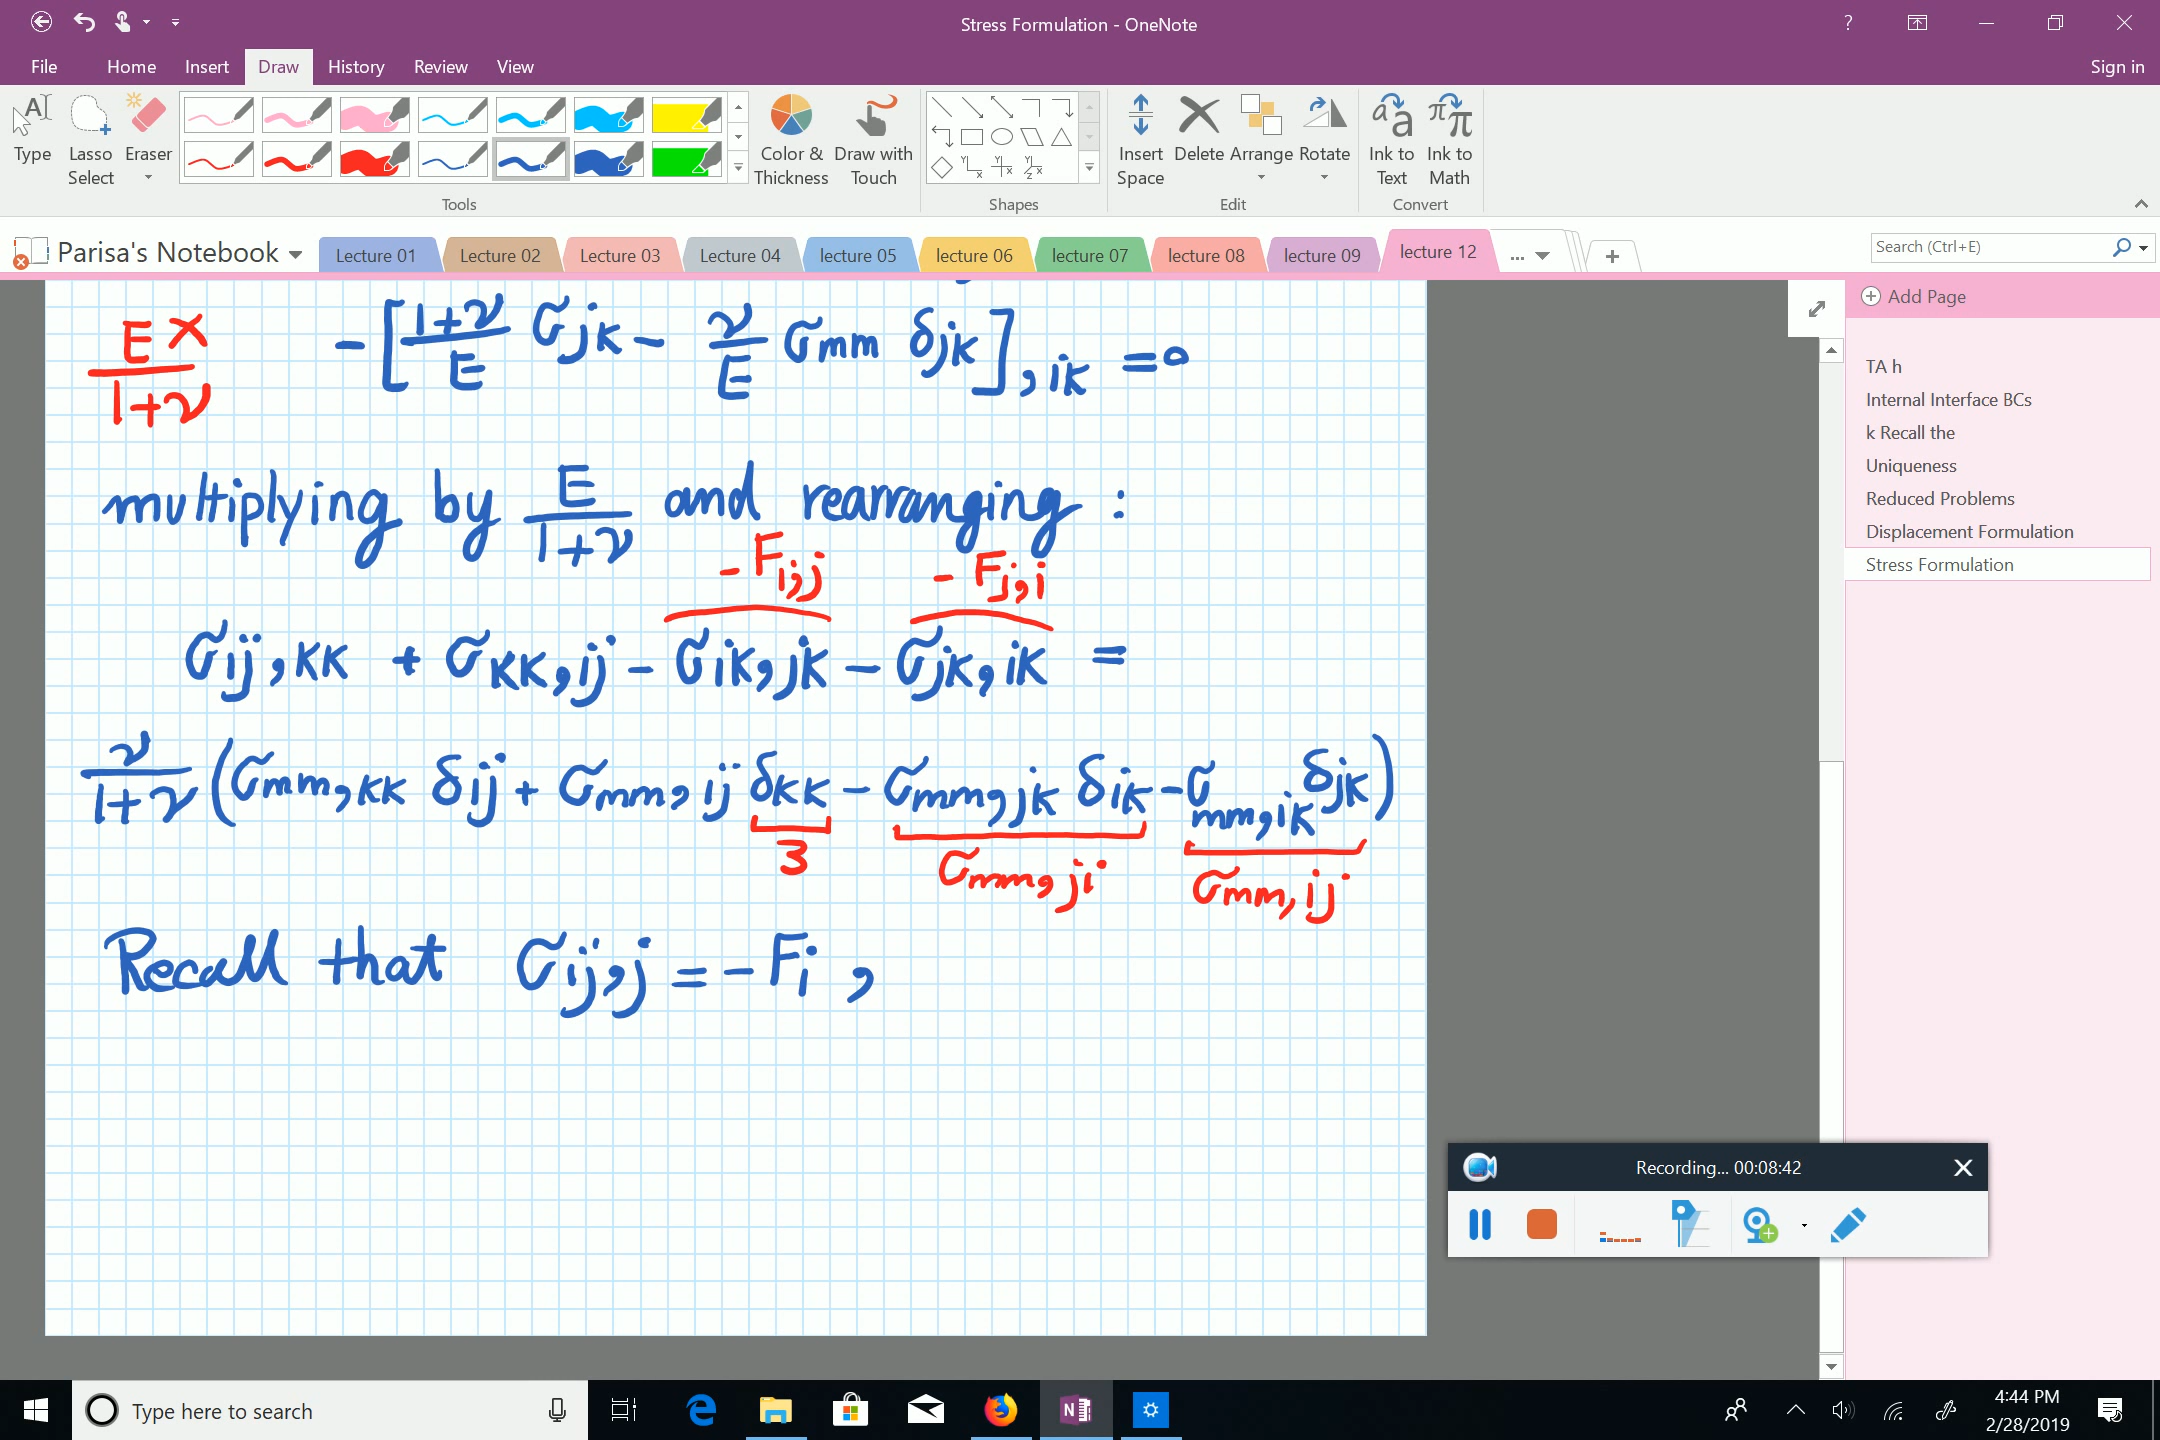 Stress Formulation - OneNote
?
File Home Insert Draw History Review View
Sign in
Type
Lasso Select
Eraser
Color & Thickness
Draw with Touch
Insert Space
Delete
Arrange
Rotate
Ink to Text
Ink to Math
Tools Shapes Edit Convert
Parisa's Notebook
Lecture 01 Lecture 02 Lecture 03 Lecture 04 lecture 05 lecture 06 lecture 07 lecture 08 lecture 09 lecture 12 ... +
Search (Ctrl+E)
Add Page
TA h
Internal Interface BCs
k Recall the
Uniqueness
Reduced Problems
Displacement Formulation
Stress Formulation
E/1+ν × -[1+ν/E σjk - ν/E σmm δjk],ik =0
multiplying by E/1+ν and rearranging :
-Fi,j -Fj,i
σij,kk + σkk,ij - σik,jk - σjk,ik =
ν/1+ν (σmm,kk δij + σmm,ij δkk - σmm,jk δik - σmm,ik δjk)
3 σmm,ji σmm,ij
Recall that σij,j = -Fi ,
Recording... 00:08:42
Type here to search
4:44 PM
2/28/2019